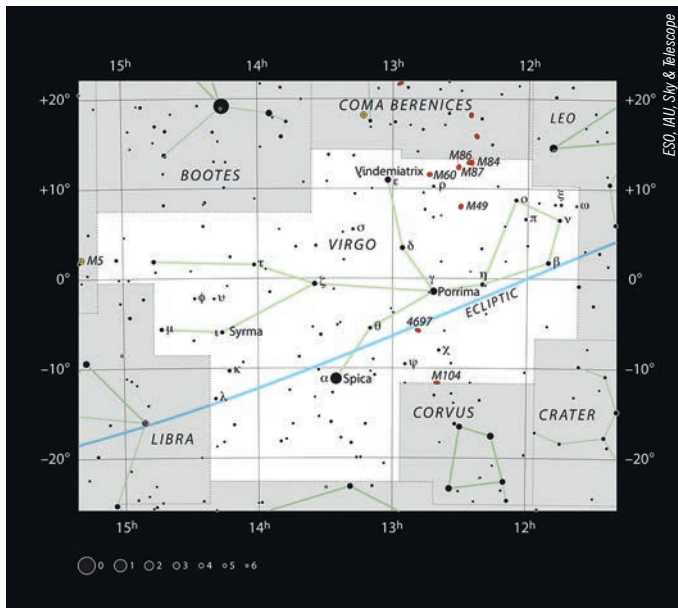 ESO, IAU, Sky & Telescope
15h 14h 13h 12h
+20° +20°
COMA BERENICES
LEO
BOOTES
M86 M84
Vindemiatrix M60 M87
+10° ε ρ +10°
M49 ο ξ ω
π ν
σ
VIRGO
M5 τ δ β
0° ζ γ η 0°
Porrima
ECLIPTIC
φ υ
4697
μ ι Syrma θ
χ
−10° κ ψ −10°
α Spica M104
λ
CORVUS CRATER
LIBRA
−20° −20°
15h 14h 13h 12h
0 1 2 3 4 5 6